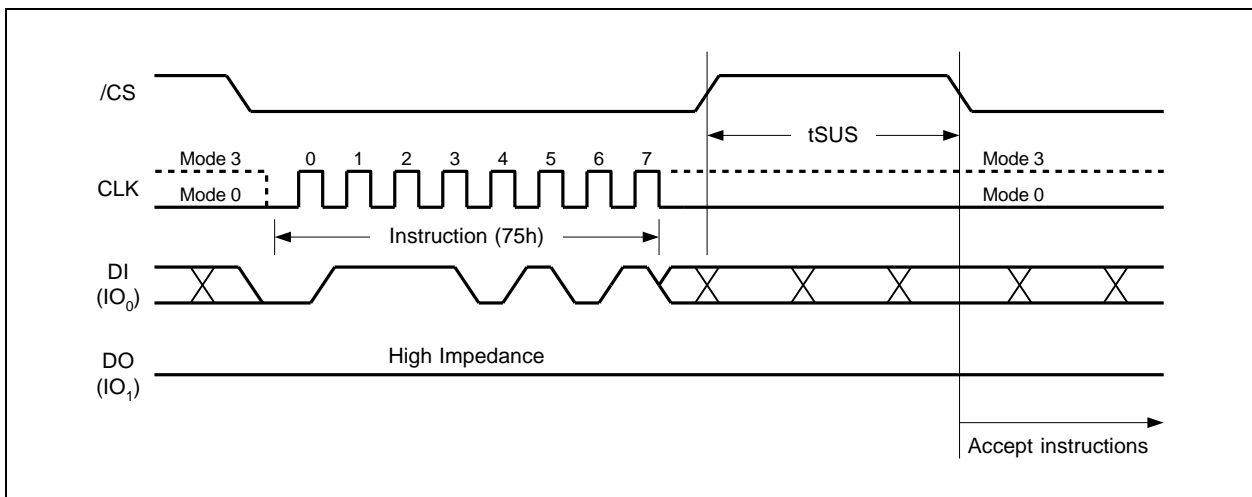 /CS
tSUS
Mode 3 0 1 2 3 4 5 6 7 Mode 3
CLK
Mode 0 Mode 0
Instruction (75h)
DI
(IO₀)
High Impedance
DO
(IO₁)
Accept instructions